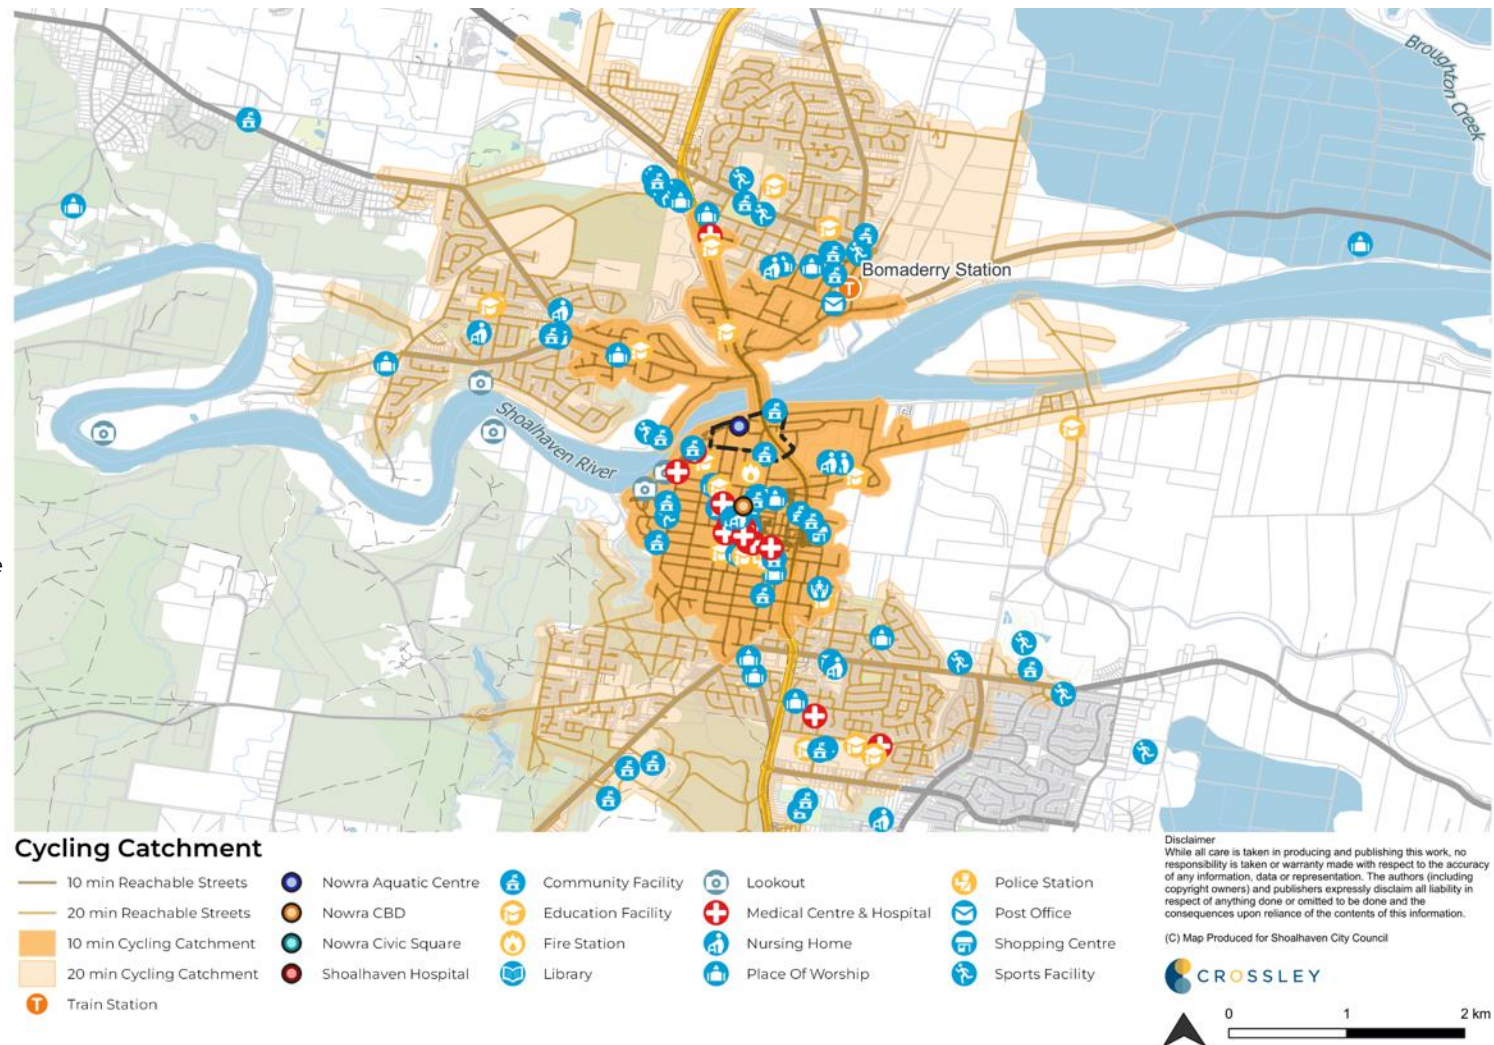 Broughton Creek
Bomaderry Station
T
Shoalhaven River
e
Cycling Catchment
10 min Reachable Streets
20 min Reachable Streets
10 min Cycling Catchment
20 min Cycling Catchment
T Train Station
Nowra Aquatic Centre
Nowra CBD
Nowra Civic Square
Shoalhaven Hospital
Community Facility
Education Facility
Fire Station
Library
Lookout
Medical Centre & Hospital
Nursing Home
Place Of Worship
Police Station
Post Office
Shopping Centre
Sports Facility
Disclaimer
While all care is taken in producing and publishing this work, no
responsibility is taken or warranty made with respect to the accuracy
of any information, data or representation. The authors (including
copyright owners) and publishers expressly disclaim all liability in
respect of anything done or omitted to be done and the
consequences upon reliance of the contents of this information.
(C) Map Produced for Shoalhaven City Council
CROSSLEY
0 1 2 km